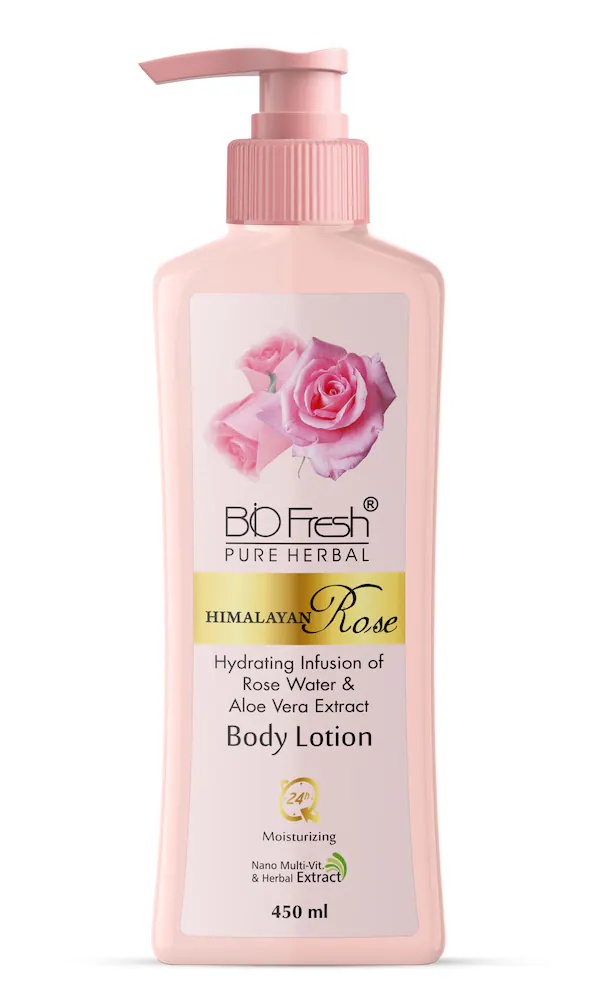 BiO Fresh®
PURE HERBAL
HIMALAYAN Rose
Hydrating Infusion of
Rose Water &
Aloe Vera Extract
Body Lotion
24h.
Moisturizing
Nano Multi-Vit.
& Herbal Extract
450 ml